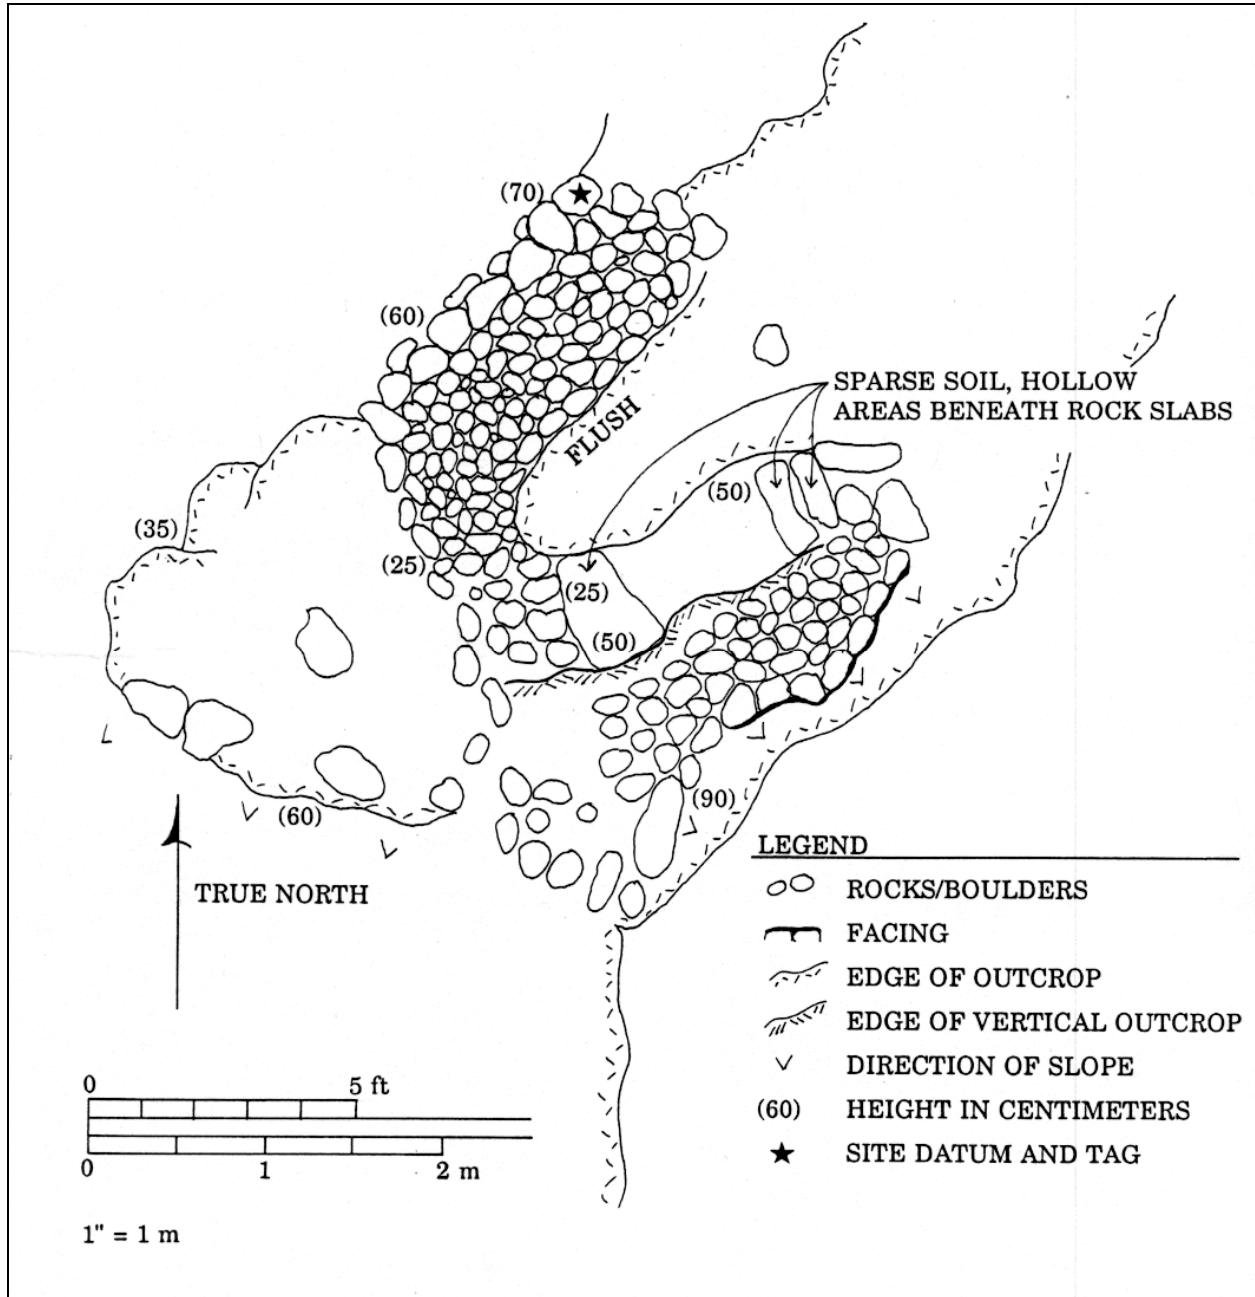 (70)
(60)
SPARSE SOIL, HOLLOW
AREAS BENEATH ROCK SLABS
FLUSH
(50)
(35)
(25)
(25)
(50)
(90)
(60)
TRUE NORTH
LEGEND
ROCKS/BOULDERS
FACING
EDGE OF OUTCROP
EDGE OF VERTICAL OUTCROP
DIRECTION OF SLOPE
(60) HEIGHT IN CENTIMETERS
SITE DATUM AND TAG
0 5 ft
0 1 2 m
1" = 1 m